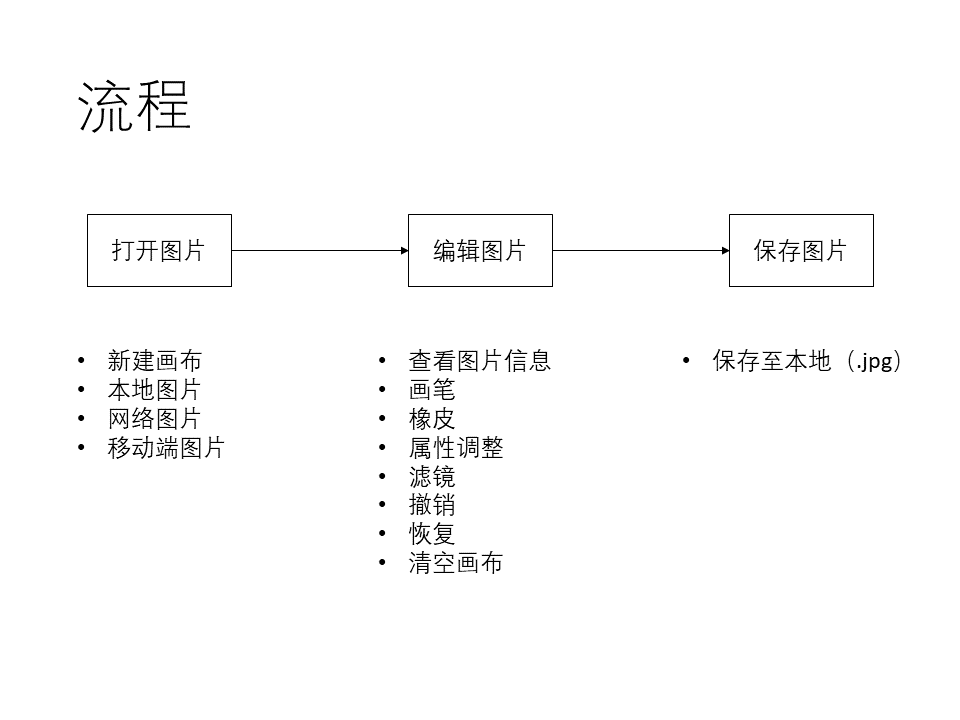 流程
打开图片
编辑图片
保存图片
• 新建画布
• 本地图片
• 网络图片
• 移动端图片
• 查看图片信息
• 画笔
• 橡皮
• 属性调整
• 滤镜
• 撤销
• 恢复
• 清空画布
• 保存至本地（.jpg）